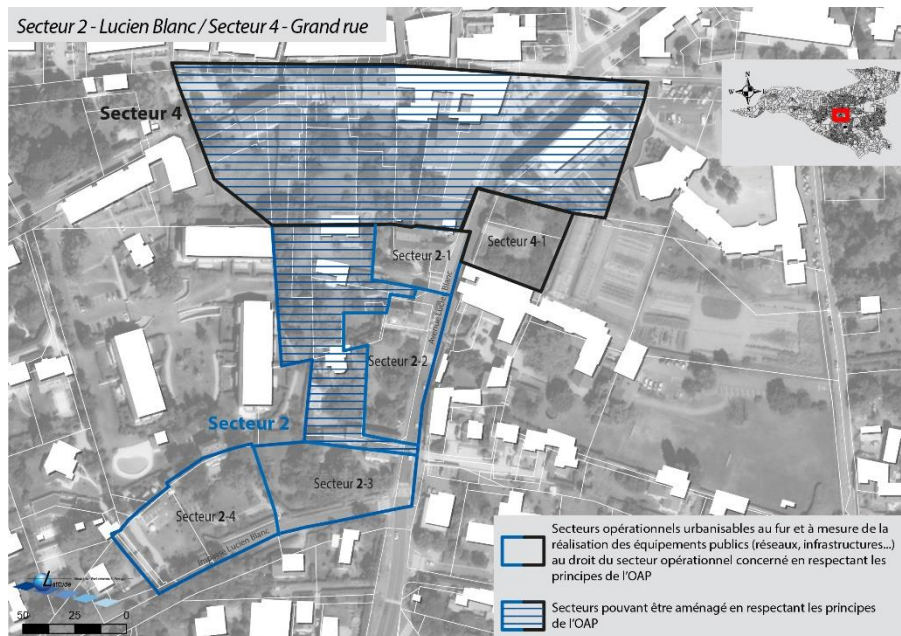 Secteur 2 - Lucien Blanc / Secteur 4 - Grand rue
N
W
E
S
Secteur 4
Secteur 2-1
Secteur 4-1
Avenue Lucien Blanc
Secteur 2-2
Secteur 2
Secteur 2-3
Secteur 2-4
Impasse Lucien Blanc
Latitude
50 25 0
Secteurs opérationnels urbanisables au fur et à mesure de la
réalisation des équipements publics (réseaux, infrastructures...)
au droit du secteur opérationnel concerné en respectant les
principes de l'OAP
Secteurs pouvant être aménagé en respectant les principes
de l'OAP